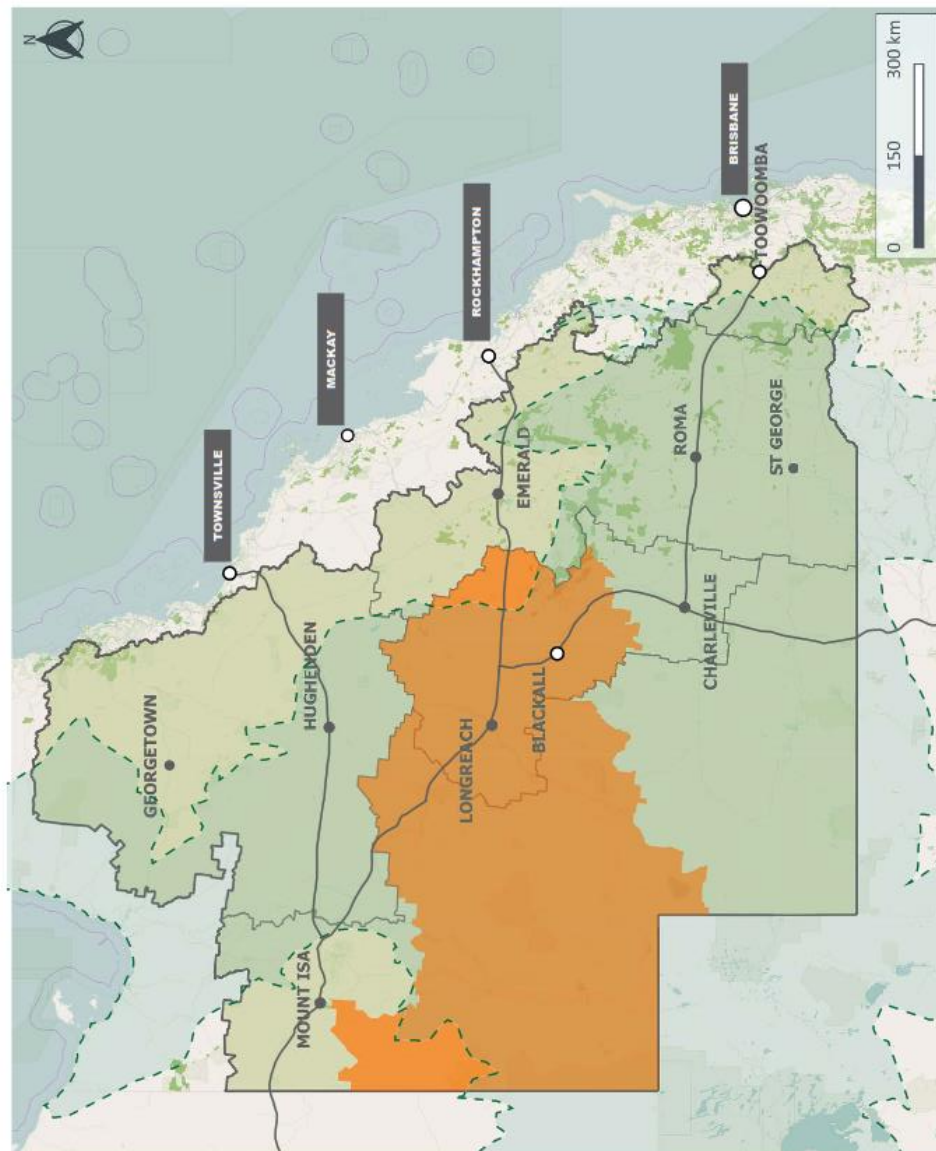 N
TOWNSVILLE
MACKAY
ROCKHAMPTON
BRISBANE
GEORGETOWN
HUGHENDEN
MOUNT ISA
LONGREACH
BLACKALL
EMERALD
CHARLEVILLE
ROMA
ST GEORGE
TOOWOOMBA
0 150 300 km